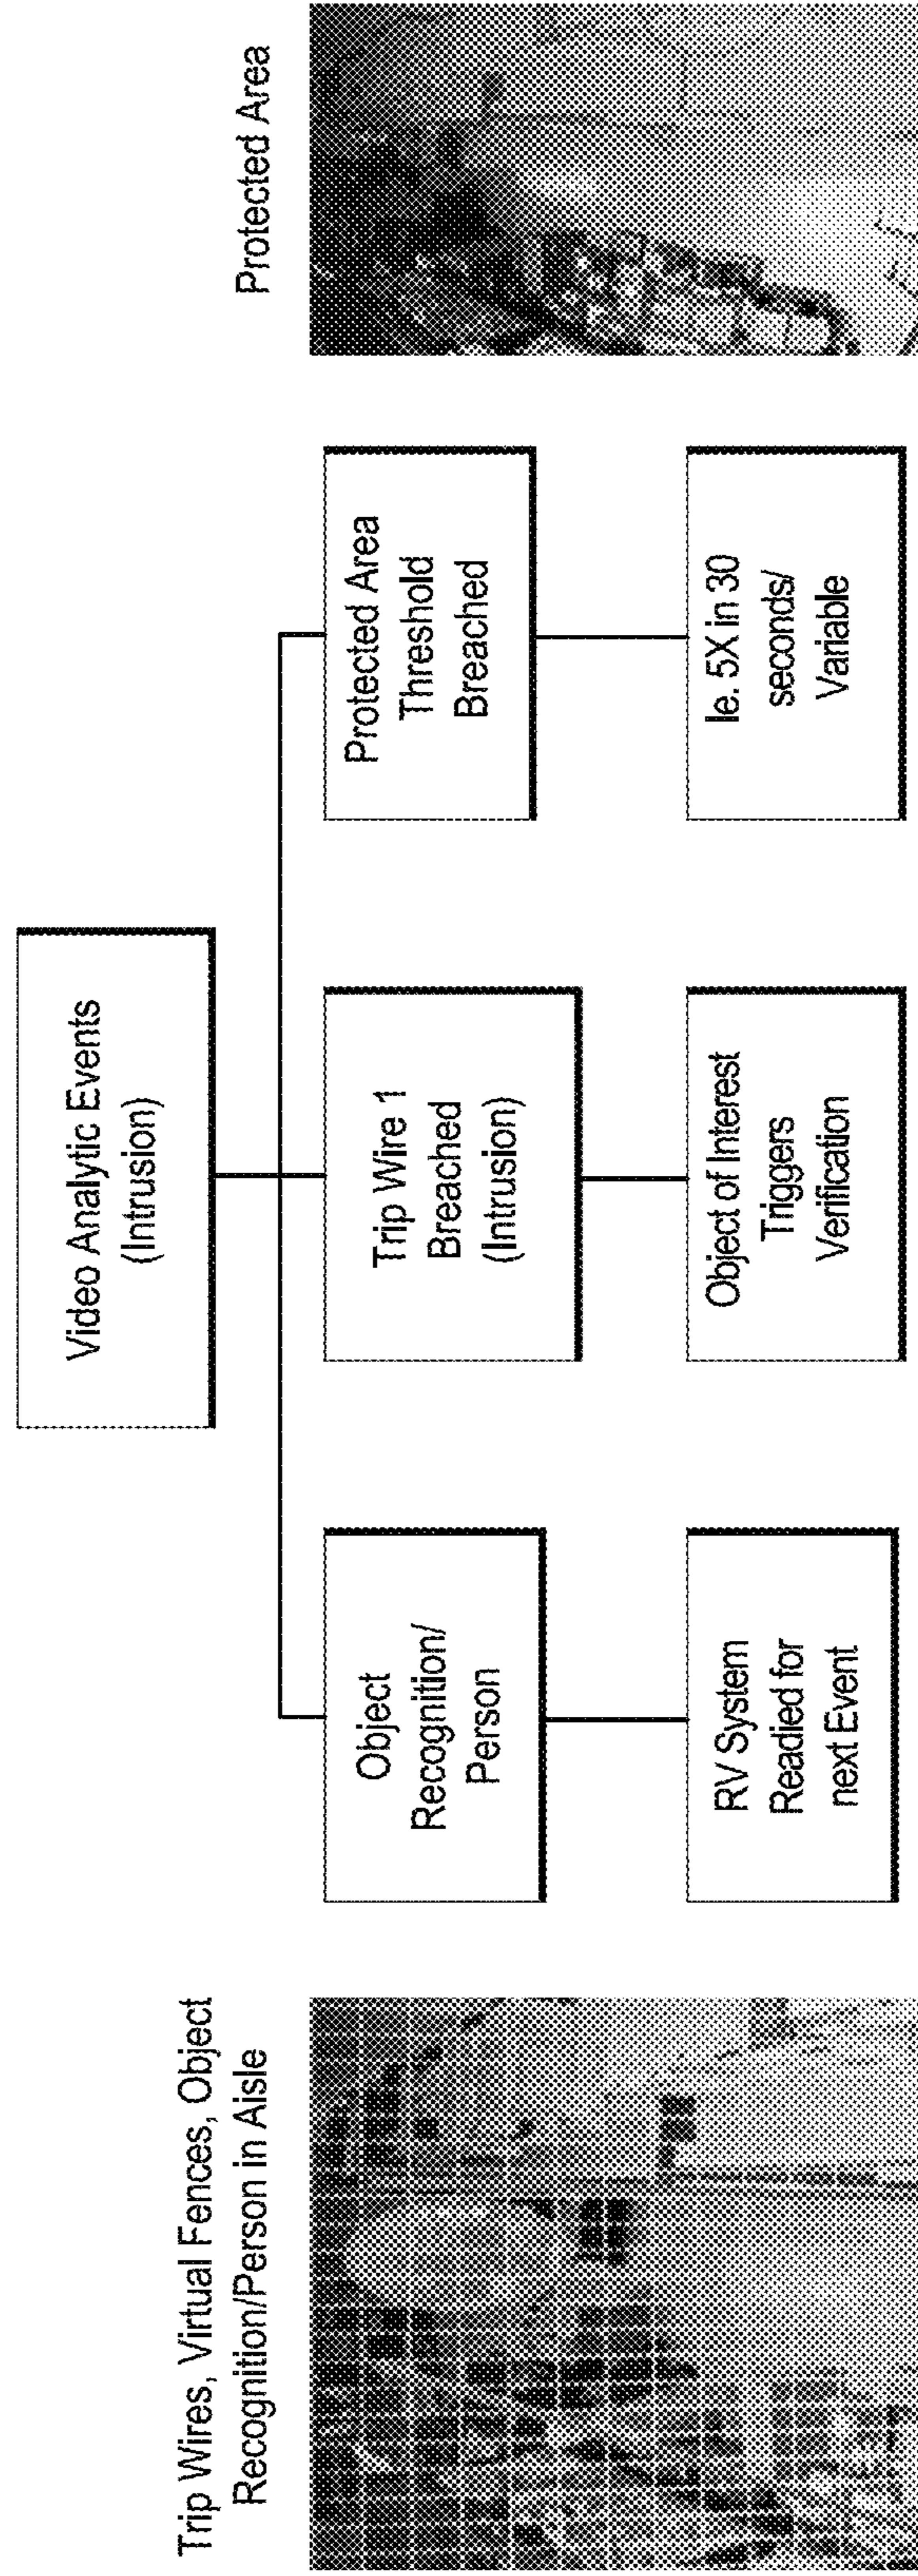 Trip Wires, Virtual Fences, Object
Recognition/Person in Aisle
Video Analytic Events
(Intrusion)
Protected Area
Object
Recognition/
Person
Trip Wire 1
Breached
(Intrusion)
Protected Area
Threshold
Breached
RV System
Readied for
next Event
Object of Interest
Triggers
Verification
Ie. 5X in 30
seconds/
Variable